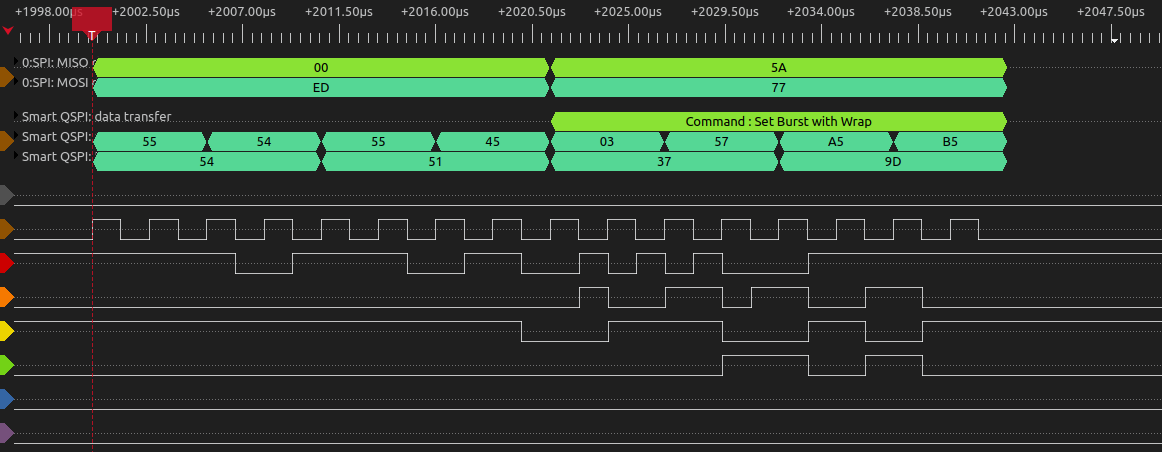 +1998.00µs +2002.50µs +2007.00µs +2011.50µs +2016.00µs +2020.50µs +2025.00µs +2029.50µs +2034.00µs +2038.50µs +2043.00µs +2047.50µs
T
0:SPI: MISO 00 5A
0:SPI: MOSI ED 77
Smart QSPI: data transfer
Command : Set Burst with Wrap
Smart QSPI: 55 54 55 45 03 57 A5 B5
Smart QSPI: 54 51 37 9D